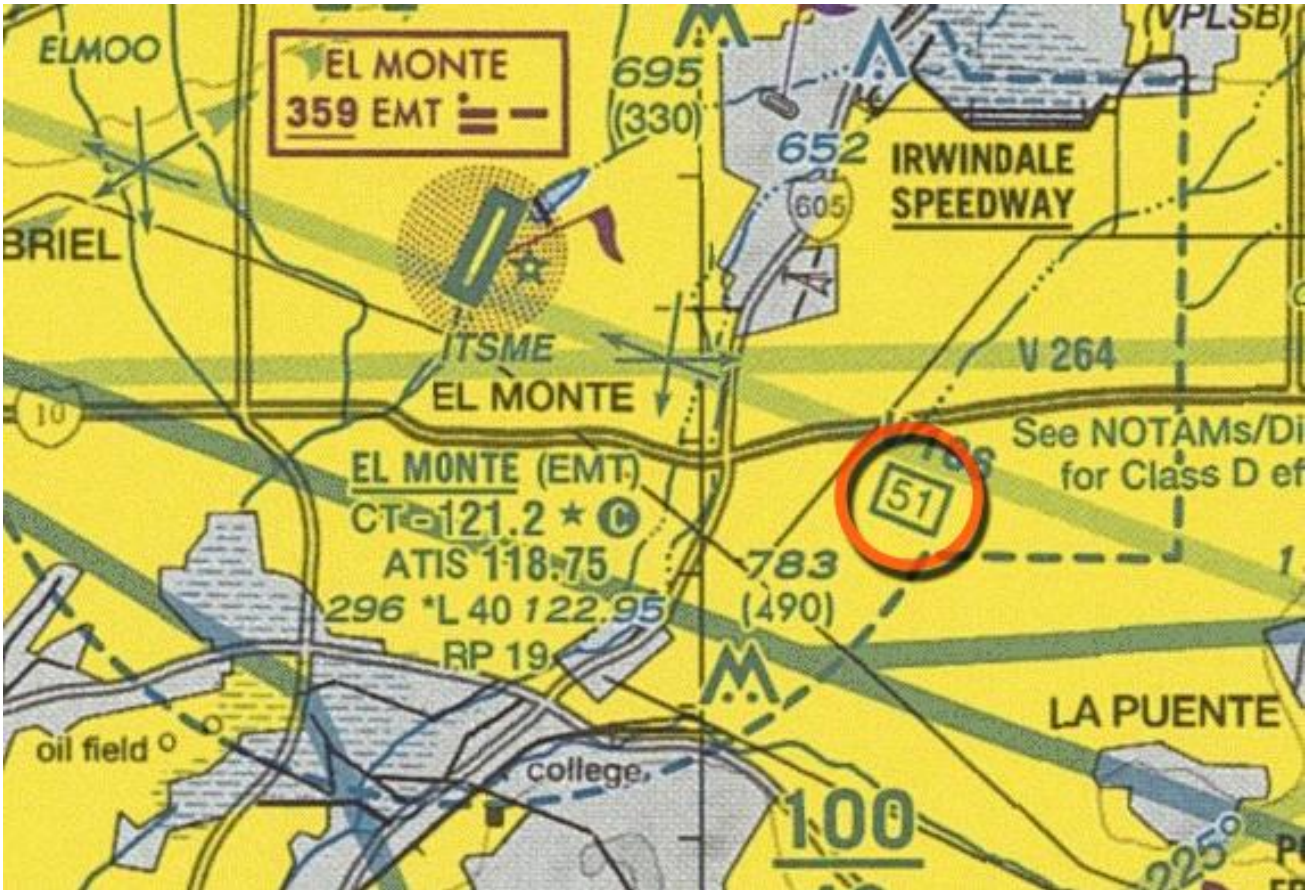 ELMOO
EL MONTE
359 EMT
695
(330)
(VPLSB)
652
605
IRWINDALE
SPEEDWAY
BRIEL
ITSME
EL MONTE
V 264
10
See NOTAMs/Di
for Class D ef
51
EL MONTE (EMT)
CT - 121.2 ★ C
ATIS 118.75
296 *L 40 122.95
RP 19
783
(490)
LA PUENTE
oil field
college
100
225°